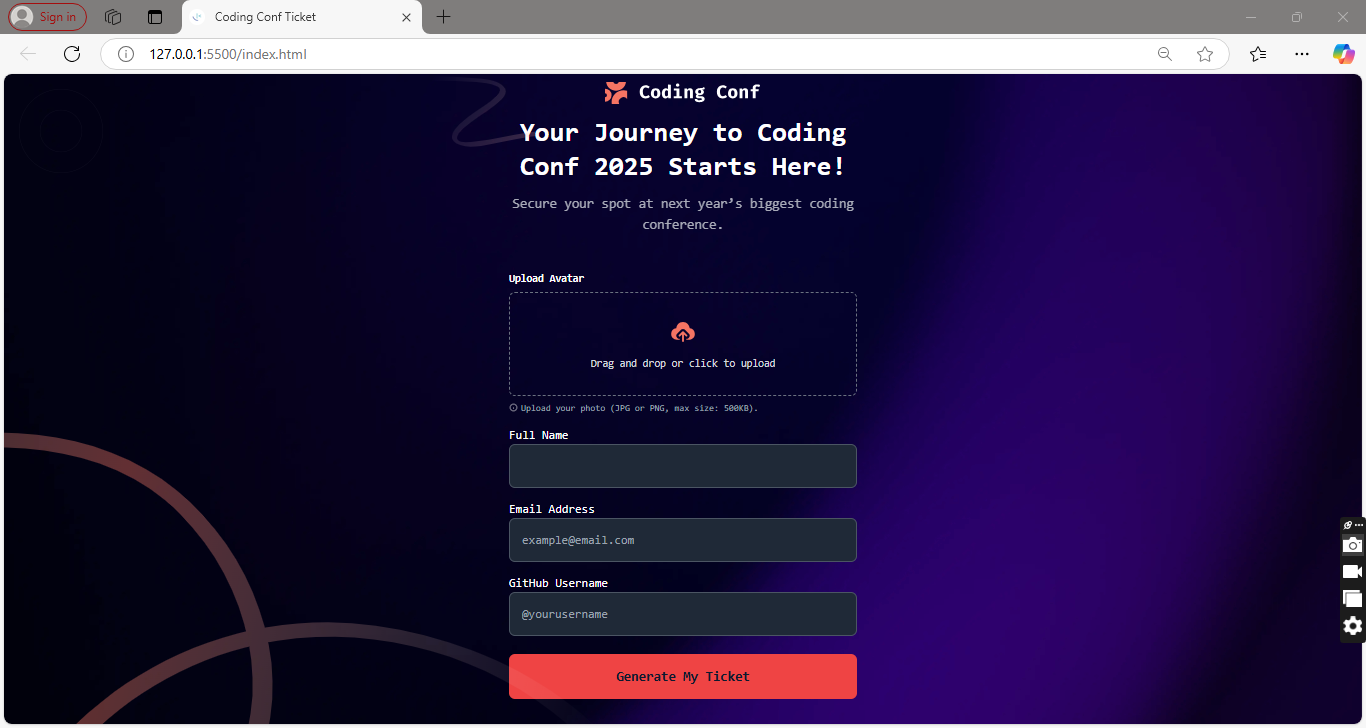 Sign in
Coding Conf Ticket
127.0.0.1:5500/index.html
Coding Conf
Your Journey to Coding
Conf 2025 Starts Here!
Secure your spot at next year’s biggest coding
conference.
Upload Avatar
Drag and drop or click to upload
Upload your photo (JPG or PNG, max size: 500KB).
Full Name
Email Address
example@email.com
GitHub Username
@yourusername
Generate My Ticket